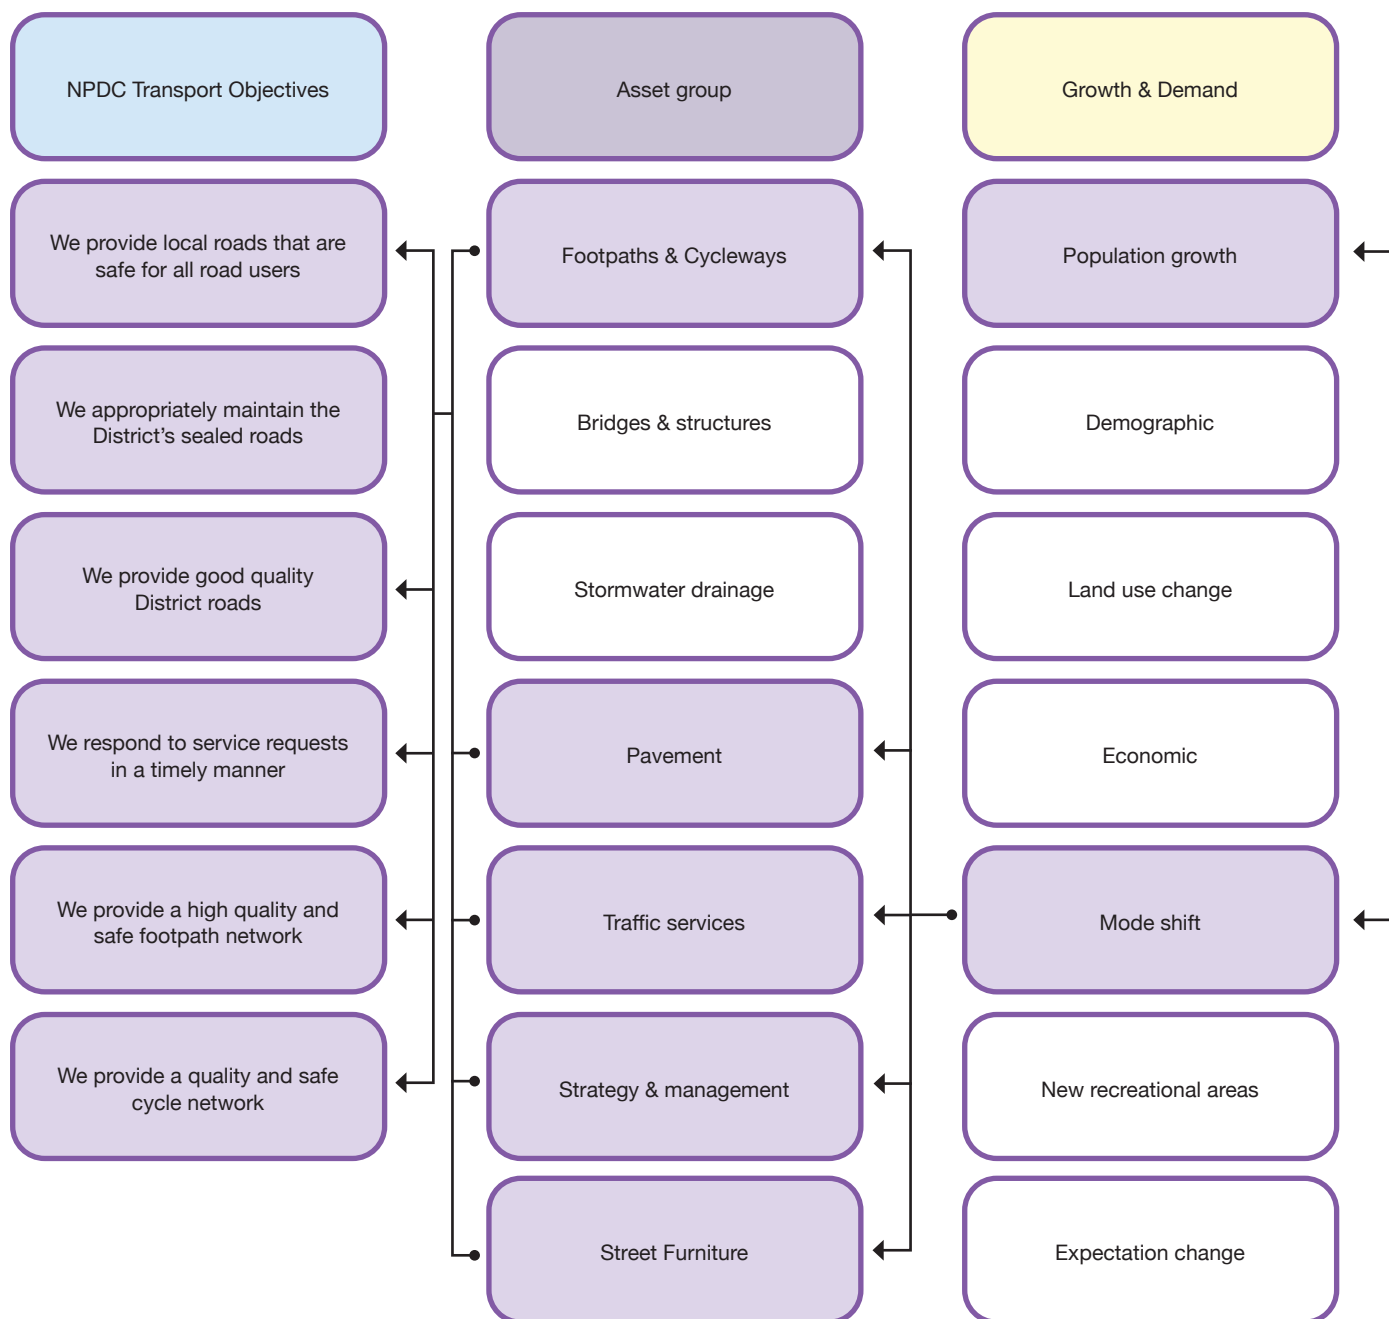 NPDC Transport Objectives
Asset group
Growth & Demand
We provide local roads that are
safe for all road users
Footpaths & Cycleways
Population growth
We appropriately maintain the
District’s sealed roads
Bridges & structures
Demographic
We provide good quality
District roads
Stormwater drainage
Land use change
We respond to service requests
in a timely manner
Pavement
Economic
We provide a high quality and
safe footpath network
Traffic services
Mode shift
We provide a quality and safe
cycle network
Strategy & management
New recreational areas
Street Furniture
Expectation change